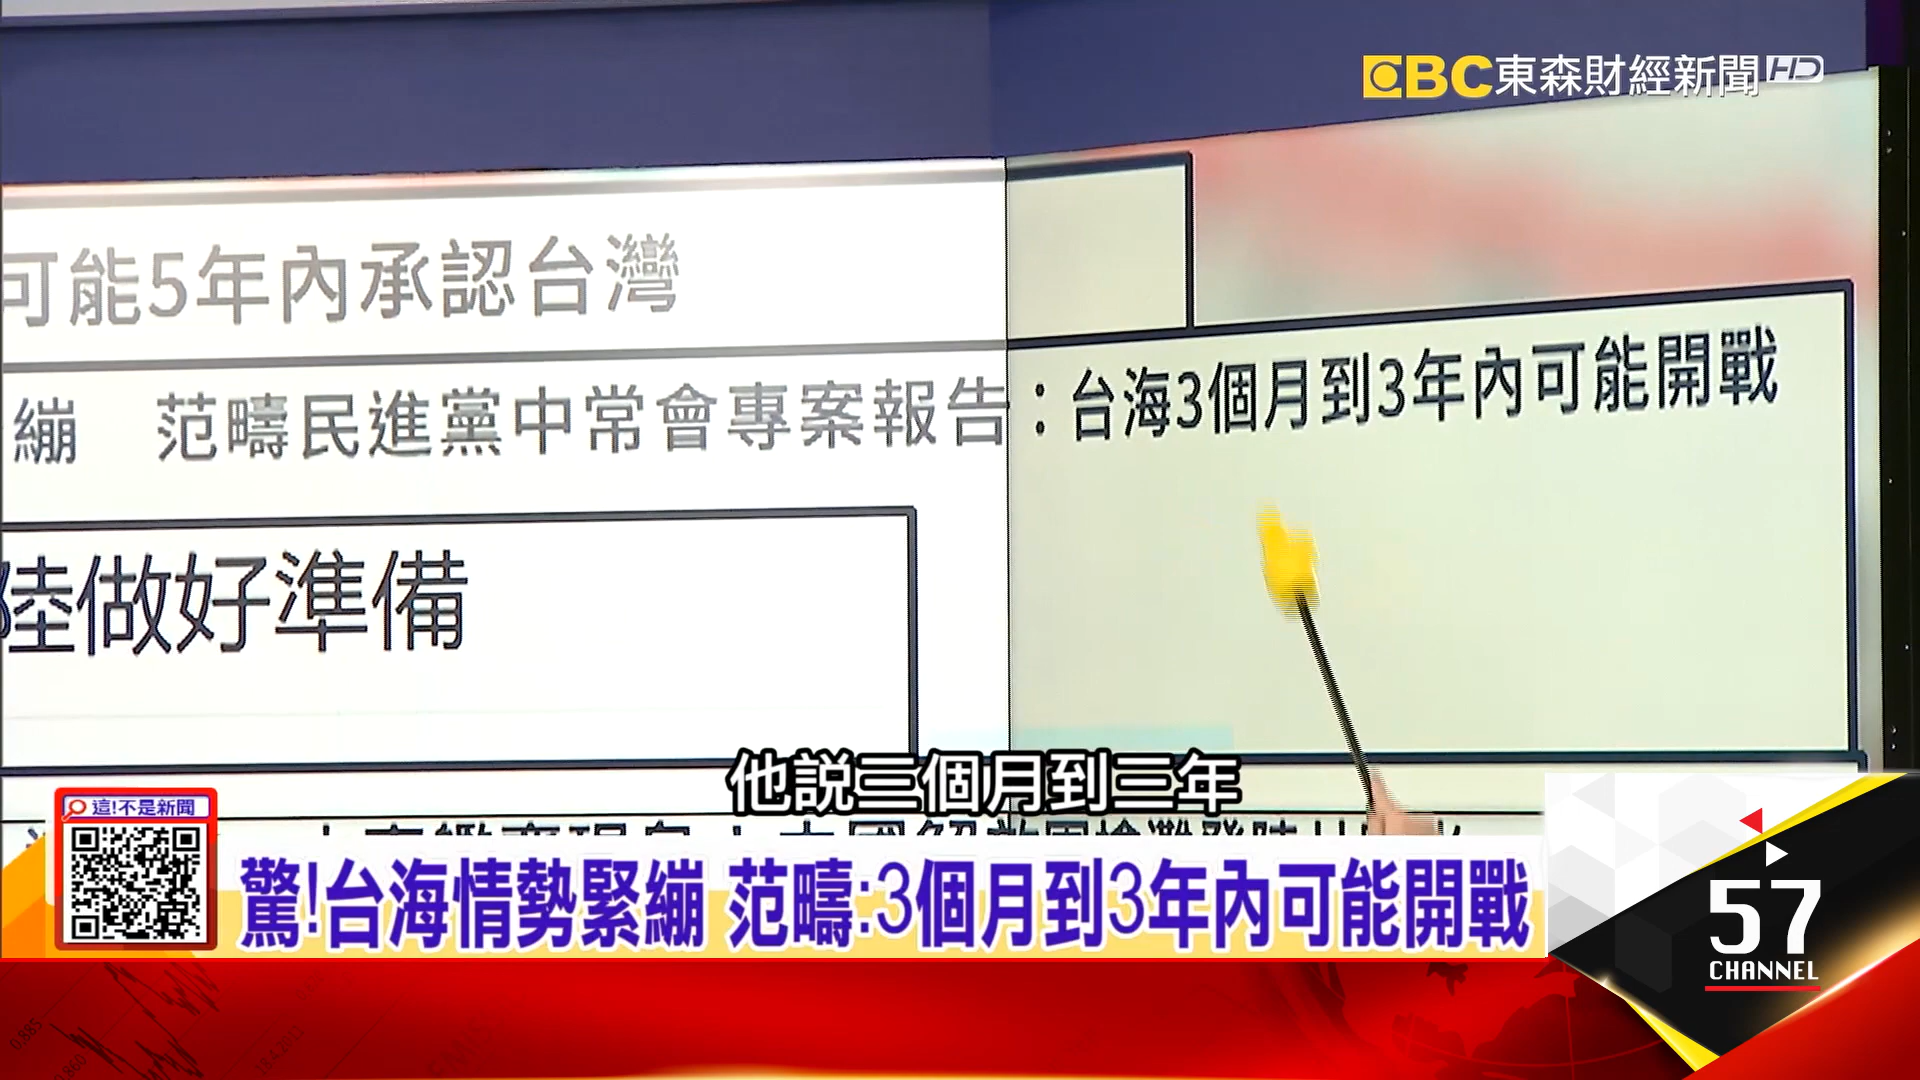 EBC東森財經新聞HD
可能5年內承認台灣
繃 范疇民進黨中常會專案報告：台海3個月到3年內可能開戰
陸做好準備
他説三個月到三年
這!不是新聞
驚!台海情勢緊繃 范疇:3個月到3年內可能開戰
57
CHANNEL